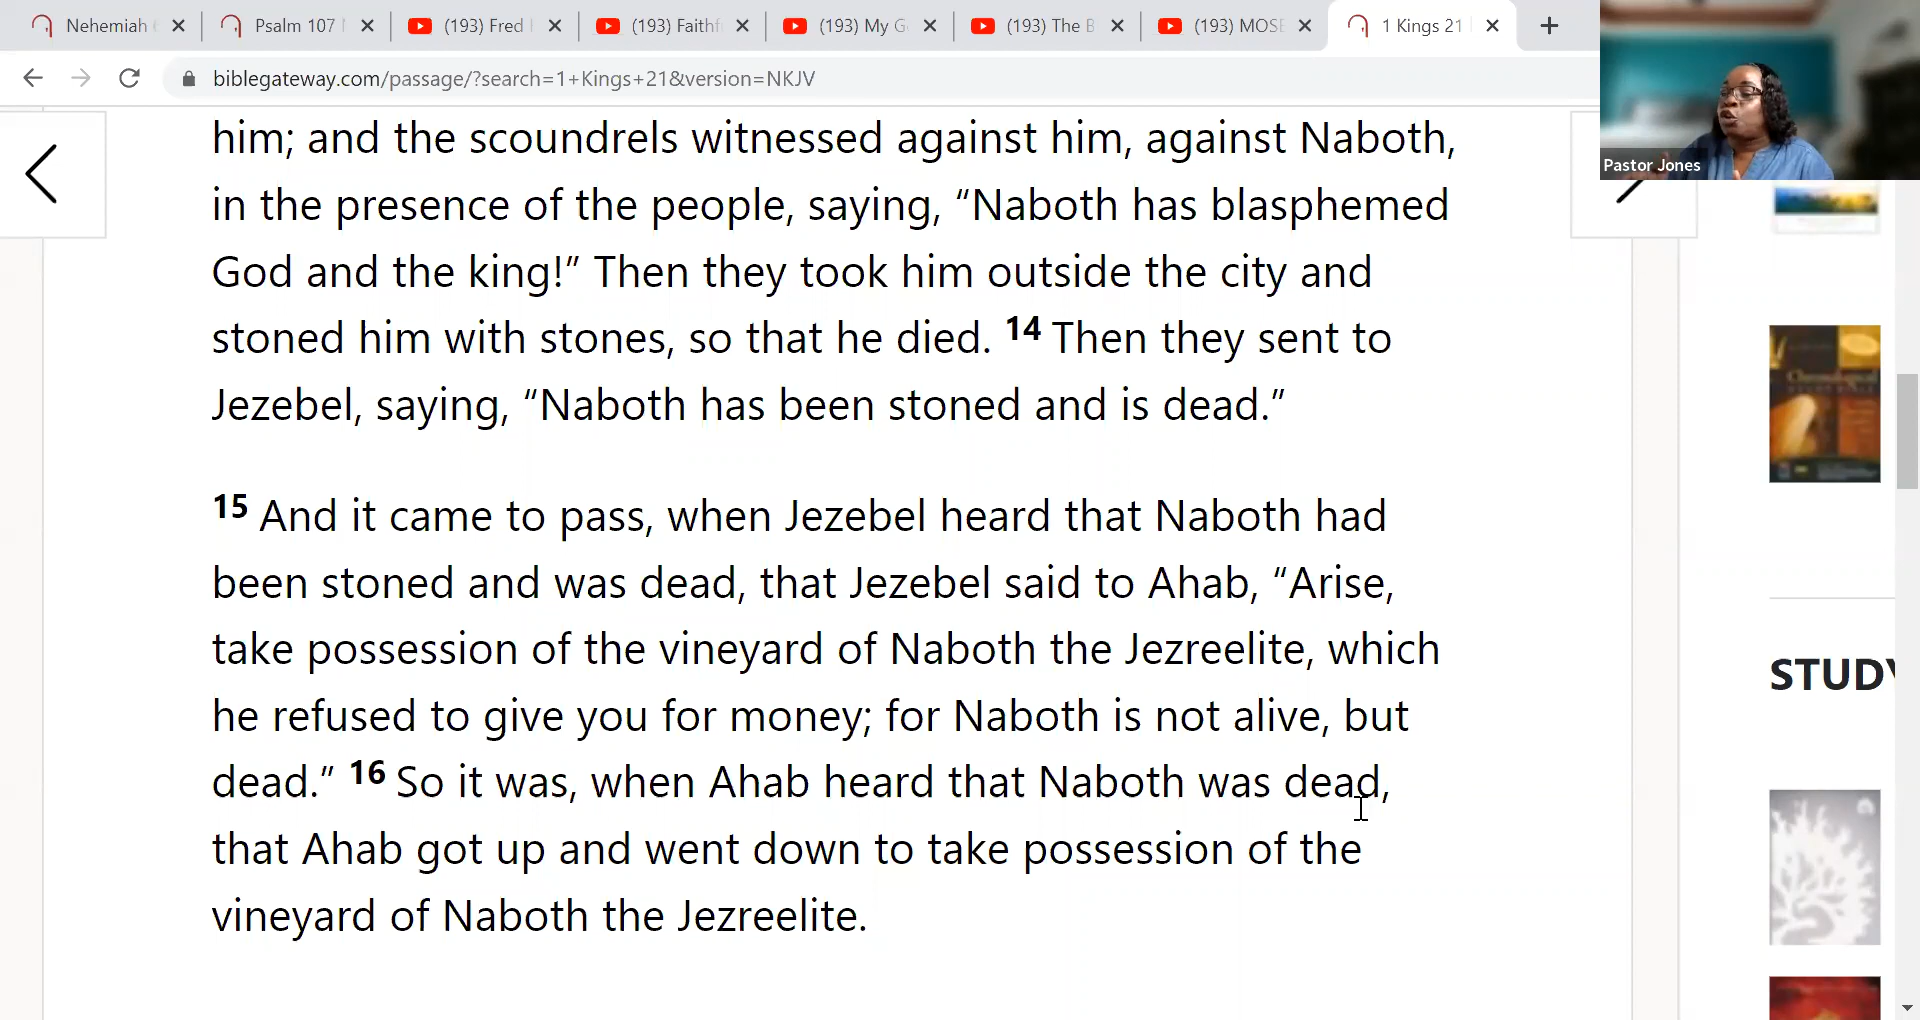 Nehemiah 6
Psalm 107
(193) Fred
(193) Faithf
(193) My G
(193) The B
(193) MOSE
1 Kings 21
biblegateway.com/passage/?search=1+Kings+21&version=NKJV
Pastor Jones
him; and the scoundrels witnessed against him, against Naboth,
in the presence of the people, saying, “Naboth has blasphemed
God and the king!” Then they took him outside the city and
stoned him with stones, so that he died. 14 Then they sent to
Jezebel, saying, “Naboth has been stoned and is dead.”
15 And it came to pass, when Jezebel heard that Naboth had
been stoned and was dead, that Jezebel said to Ahab, “Arise,
take possession of the vineyard of Naboth the Jezreelite, which
he refused to give you for money; for Naboth is not alive, but
dead.” 16 So it was, when Ahab heard that Naboth was dead,
that Ahab got up and went down to take possession of the
vineyard of Naboth the Jezreelite.
STUDY